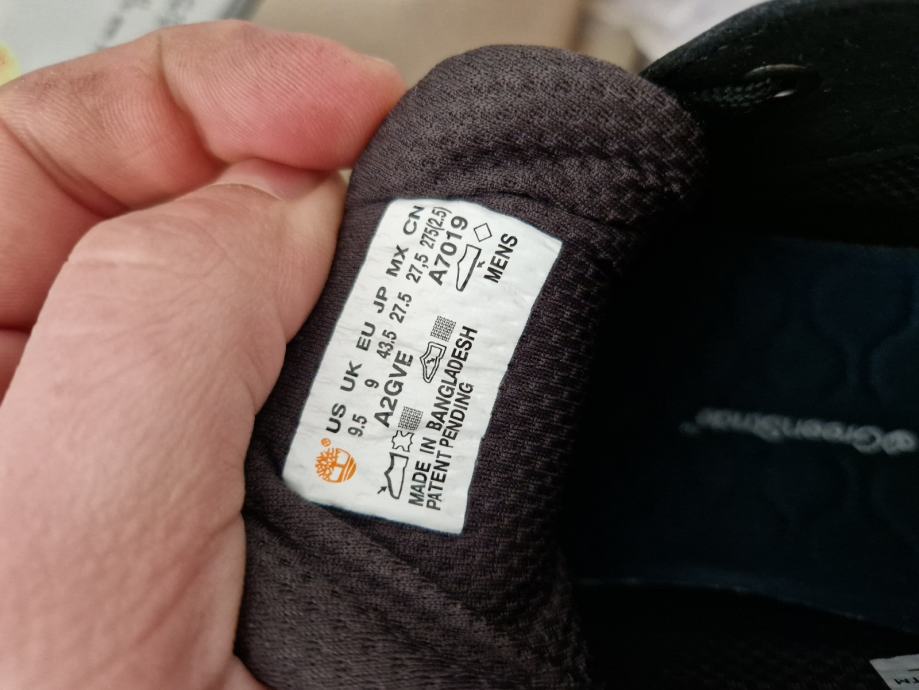 US UK EU JP MX CN
9.5 9 43.5 27.5 27,5 275(2.5)
A2GVE A7019
MENS
MADE IN BANGLADESH
PATENT PENDING
GreenStride
TM